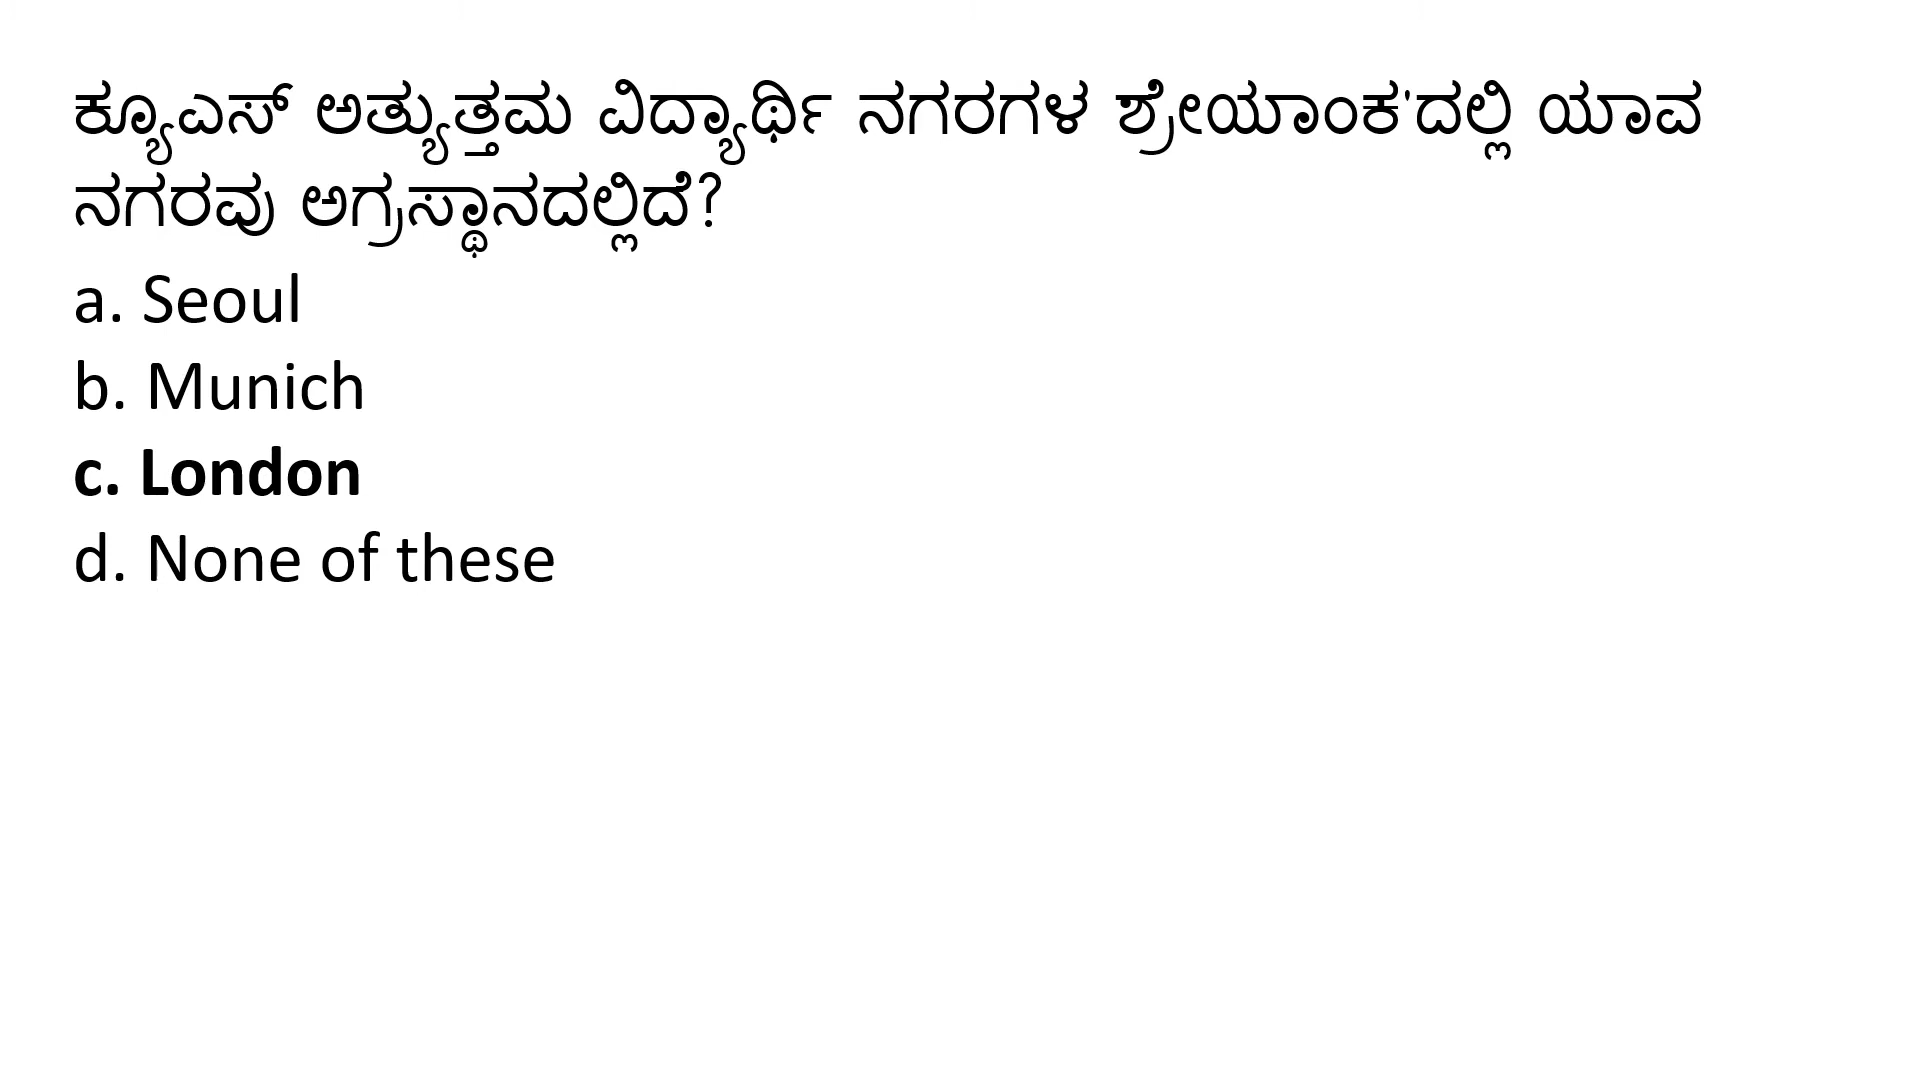 ಕ್ಯೂಎಸ್ ಅತ್ಯುತ್ತಮ ವಿದ್ಯಾರ್ಥಿ ನಗರಗಳ ಶ್ರೇಯಾಂಕ'ದಲ್ಲಿ ಯಾವ
ನಗರವು ಅಗ್ರಸ್ಥಾನದಲ್ಲಿದೆ?
a. Seoul
b. Munich
c. London
d. None of these